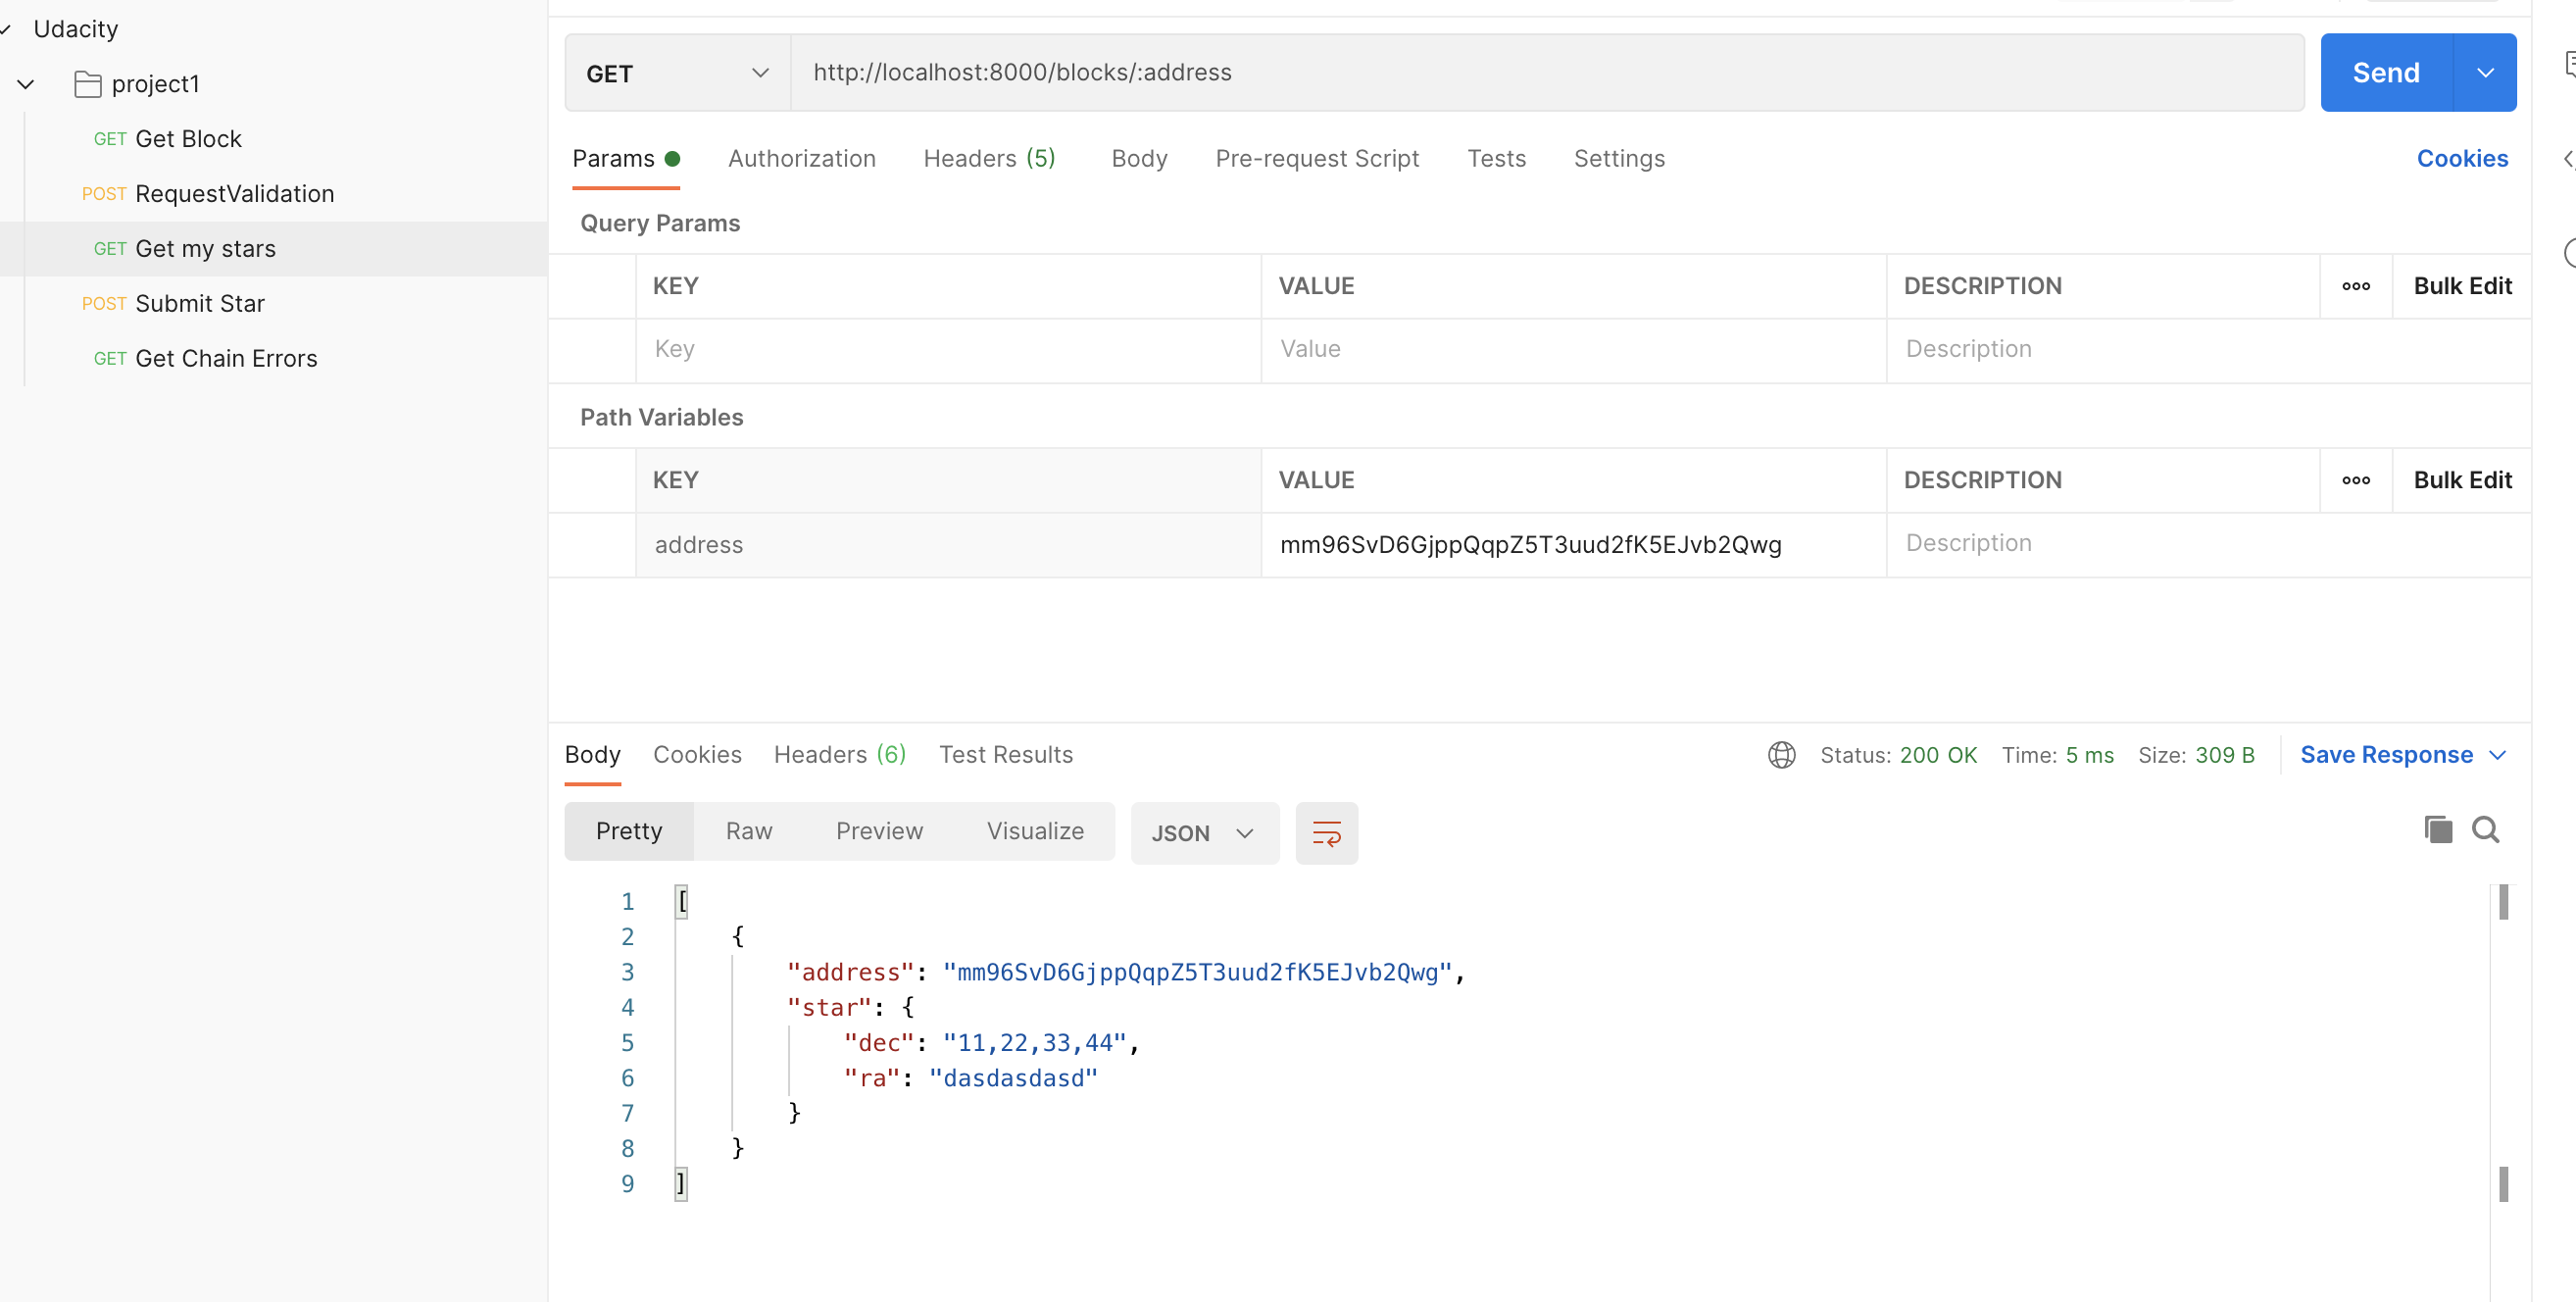 Udacity
project1
GET Get Block
POST RequestValidation
GET Get my stars
POST Submit Star
GET Get Chain Errors
GET http://localhost:8000/blocks/:address Send
Params Authorization Headers (5) Body Pre-request Script Tests Settings Cookies
Query Params
KEY VALUE DESCRIPTION Bulk Edit
Key Value Description
Path Variables
KEY VALUE DESCRIPTION Bulk Edit
address mm96SvD6GjppQqpZ5T3uud2fK5EJvb2Qwg Description
Body Cookies Headers (6) Test Results Status: 200 OK Time: 5 ms Size: 309 B Save Response
Pretty Raw Preview Visualize JSON
1 [
2 {
3 "address": "mm96SvD6GjppQqpZ5T3uud2fK5EJvb2Qwg",
4 "star": {
5 "dec": "11,22,33,44",
6 "ra": "dasdasdasd"
7 }
8 }
9 ]